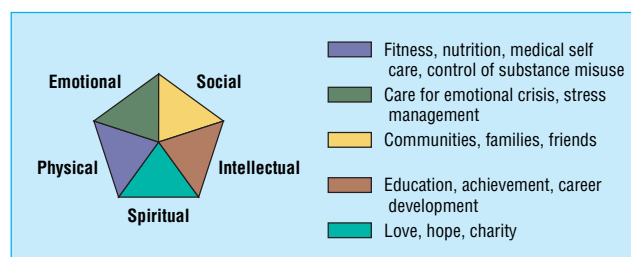 Emotional
Social
Physical
Intellectual
Spiritual
Fitness, nutrition, medical self
care, control of substance misuse
Care for emotional crisis, stress
management
Communities, families, friends
Education, achievement, career
development
Love, hope, charity